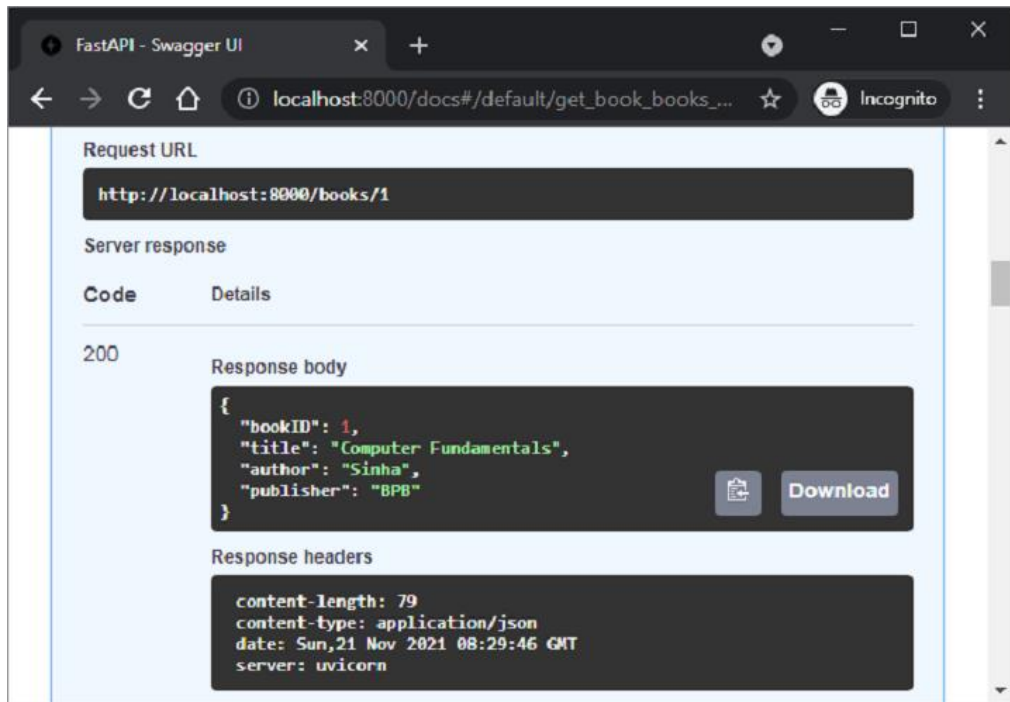 FastAPI - Swagger UI
localhost:8000/docs#/default/get_book_books_...
Incognito
Request URL
http://localhost:8000/books/1
Server response
Code Details
200
Response body
{
"bookID": 1,
"title": "Computer Fundamentals",
"author": "Sinha",
"publisher": "BPB"
}
Download
Response headers
content-length: 79
content-type: application/json
date: Sun,21 Nov 2021 08:29:46 GMT
server: uvicorn